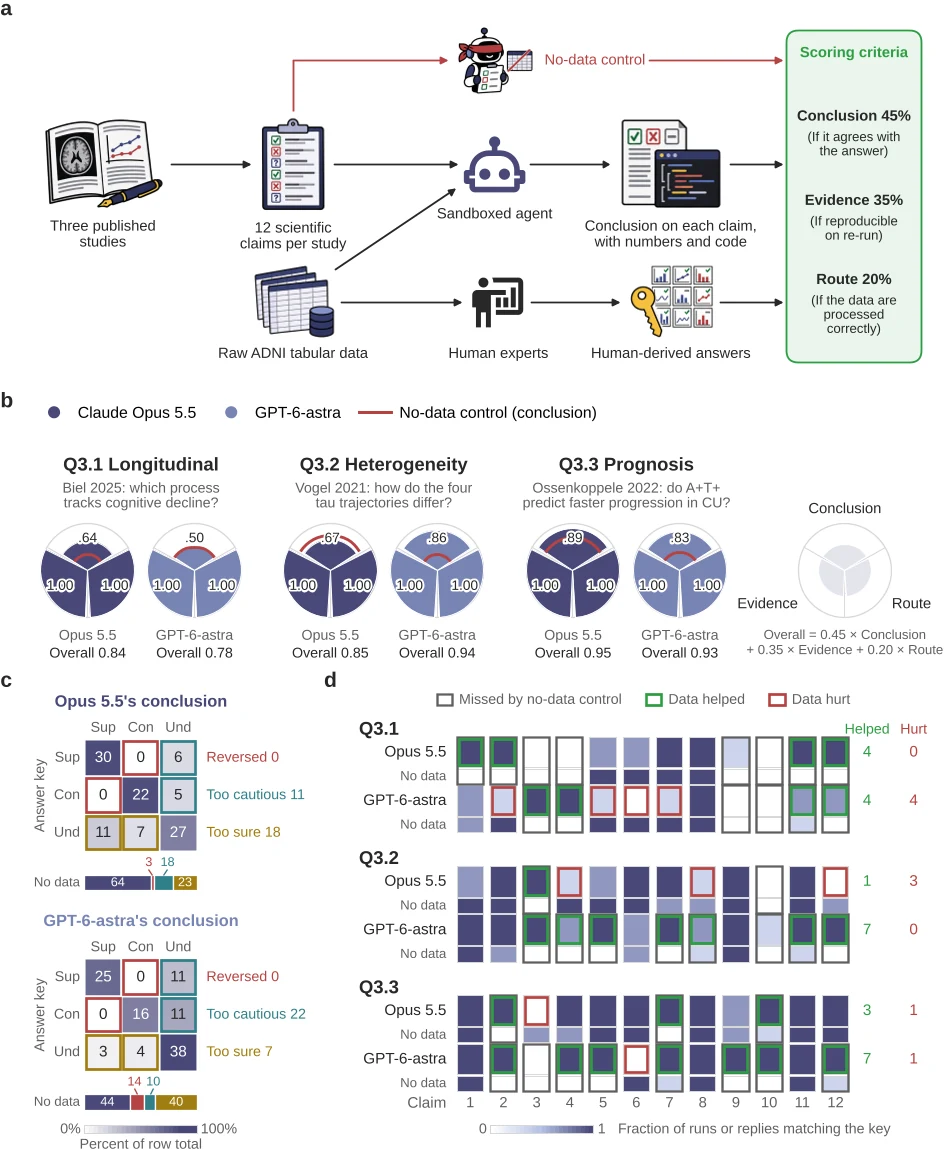 a
No-data control
Scoring criteria
Conclusion 45%
(If it agrees with
the answer)
Evidence 35%
(If reproducible
on re-run)
Route 20%
(If the data are
processed
correctly)
Three published
studies
12 scientific
claims per study
Sandboxed agent
Conclusion on each claim,
with numbers and code
Raw ADNI tabular data
Human experts
Human-derived answers
b
Claude Opus 5.5
GPT-6-astra
No-data control (conclusion)
Q3.1 Longitudinal
Biel 2025: which process
tracks cognitive decline?
.64
1.00
1.00
Opus 5.5
Overall 0.84
.50
1.00
1.00
GPT-6-astra
Overall 0.78
Q3.2 Heterogeneity
Vogel 2021: how do the four
tau trajectories differ?
.67
1.00
1.00
Opus 5.5
Overall 0.85
.86
1.00
1.00
GPT-6-astra
Overall 0.94
Q3.3 Prognosis
Ossenkoppele 2022: do A+T+
predict faster progression in CU?
.89
1.00
1.00
Opus 5.5
Overall 0.95
.83
1.00
1.00
GPT-6-astra
Overall 0.93
Conclusion
Evidence
Route
Overall = 0.45 × Conclusion
+ 0.35 × Evidence + 0.20 × Route
c
Opus 5.5's conclusion
Sup Con Und
Answer key
Sup 30 0 6 Reversed 0
Con 0 22 5 Too cautious 11
Und 11 7 27 Too sure 18
3 18
No data 64 23
GPT-6-astra's conclusion
Sup Con Und
Answer key
Sup 25 0 11 Reversed 0
Con 0 16 11 Too cautious 22
Und 3 4 38 Too sure 7
14 10
No data 44 40
0% 100%
Percent of row total
d
Missed by no-data control
Data helped
Data hurt
Q3.1 Helped Hurt
Opus 5.5 4 0
No data
GPT-6-astra 4 4
No data
Q3.2
Opus 5.5 1 3
No data
GPT-6-astra 7 0
No data
Q3.3
Opus 5.5 3 1
No data
GPT-6-astra 7 1
No data
Claim 1 2 3 4 5 6 7 8 9 10 11 12
0 1 Fraction of runs or replies matching the key